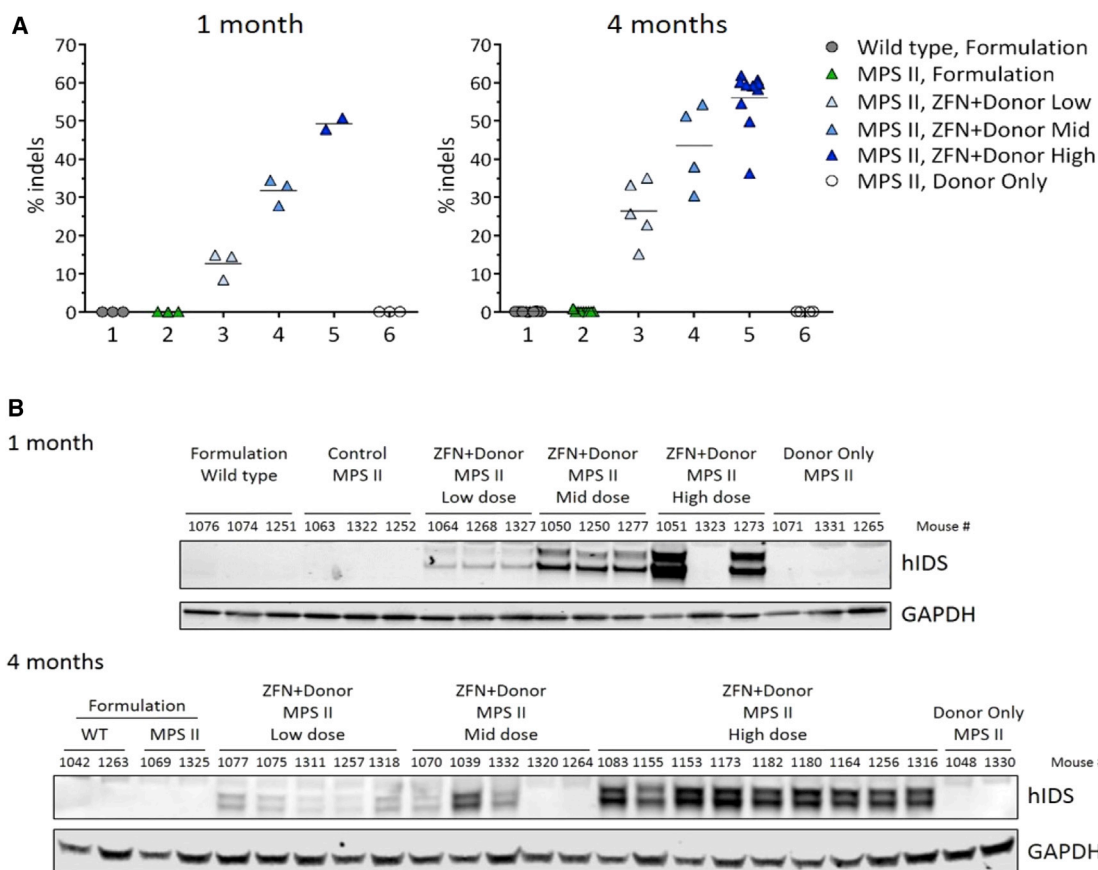 A
1 month
4 months
% indels
70
60
50
40
30
20
10
0
1 2 3 4 5 6
% indels
70
60
50
40
30
20
10
0
1 2 3 4 5 6
Wild type, Formulation
MPS II, Formulation
MPS II, ZFN+Donor Low
MPS II, ZFN+Donor Mid
MPS II, ZFN+Donor High
MPS II, Donor Only
B
1 month
Formulation Wild type
Control MPS II
ZFN+Donor MPS II Low dose
ZFN+Donor MPS II Mid dose
ZFN+Donor MPS II High dose
Donor Only MPS II
1076 1074 1251 1063 1322 1252 1064 1268 1327 1050 1250 1277 1051 1323 1273 1071 1331 1265 Mouse #
hIDS
GAPDH
4 months
Formulation
WT MPS II
ZFN+Donor MPS II Low dose
ZFN+Donor MPS II Mid dose
ZFN+Donor MPS II High dose
Donor Only MPS II
1042 1263 1069 1325 1077 1075 1311 1257 1318 1070 1039 1332 1320 1264 1083 1155 1153 1173 1182 1180 1164 1256 1316 1048 1330 Mouse
hIDS
GAPDH